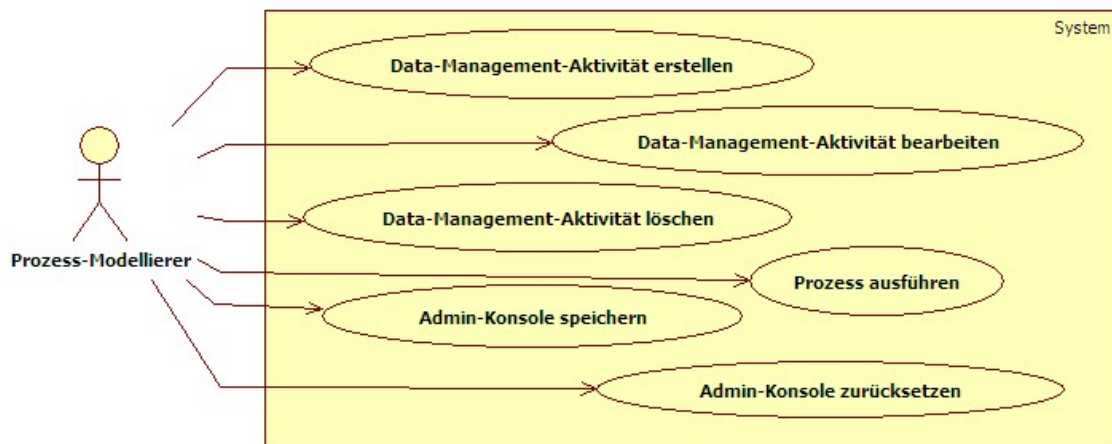 System
Data-Management-Aktivität erstellen
Data-Management-Aktivität bearbeiten
Data-Management-Aktivität löschen
Prozess-Modellierer
Prozess ausführen
Admin-Konsole speichern
Admin-Konsole zurücksetzen